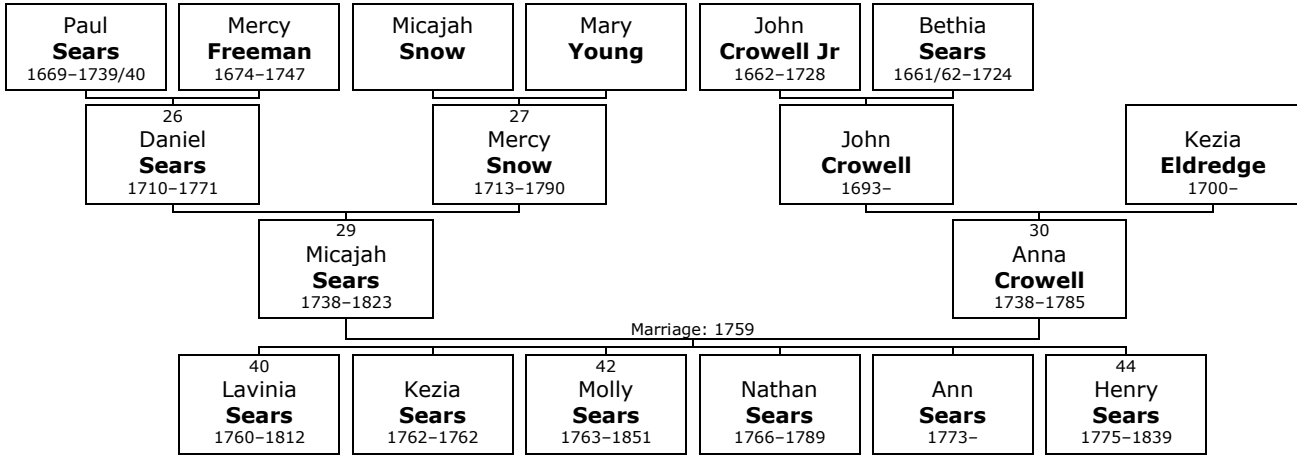 Paul
Sears
1669–1739/40
Mercy
Freeman
1674–1747
Micajah
Snow
Mary
Young
John
Crowell Jr
1662–1728
Bethia
Sears
1661/62–1724
26
Daniel
Sears
1710–1771
27
Mercy
Snow
1713–1790
John
Crowell
1693–
Kezia
Eldredge
1700–
29
Micajah
Sears
1738–1823
30
Anna
Crowell
1738–1785
Marriage: 1759
40
Lavinia
Sears
1760–1812
Kezia
Sears
1762–1762
42
Molly
Sears
1763–1851
Nathan
Sears
1766–1789
Ann
Sears
1773–
44
Henry
Sears
1775–1839